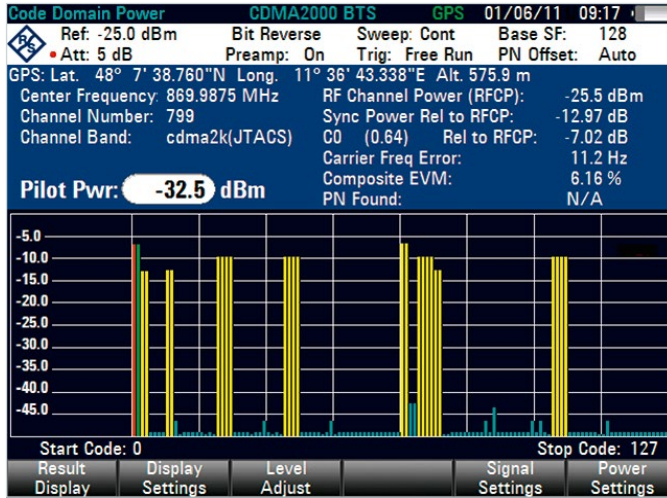 Code Domain Power CDMA2000 BTS GPS 01/06/11 09:17
Ref: -25.0 dBm Bit Reverse Sweep: Cont Base SF: 128
Att: 5 dB Preamp: On Trig: Free Run PN Offset: Auto
GPS: Lat. 48° 7' 38.760"N Long. 11° 36' 43.338"E Alt. 575.9 m
Center Frequency: 869.9875 MHz RF Channel Power (RFCP): -25.5 dBm
Channel Number: 799 Sync Power Rel to RFCP: -12.97 dB
Channel Band: cdma2k(JTACS) C0 (0.64) Rel to RFCP: -7.02 dB
Carrier Freq Error: 11.2 Hz
Pilot Pwr: -32.5 dBm Composite EVM: 6.16 %
PN Found: N/A
-5.0
-10.0
-15.0
-20.0
-25.0
-30.0
-35.0
-40.0
-45.0
Start Code: 0 Stop Code: 127
Result Display Level Signal Power
Display Settings Adjust Settings Settings